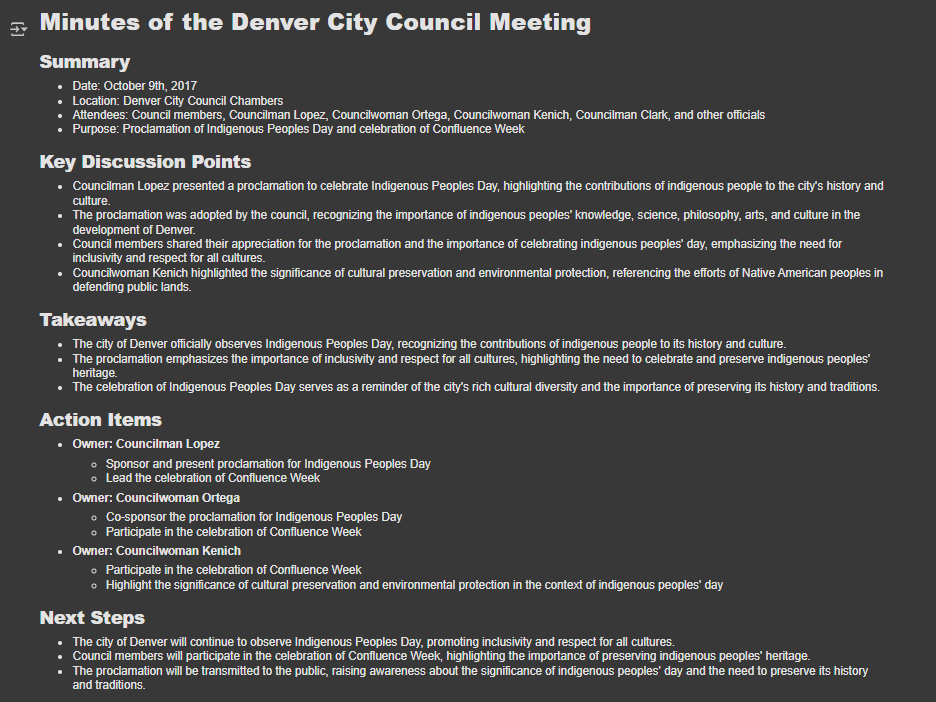 Minutes of the Denver City Council Meeting
Summary
Date: October 9th, 2017
Location: Denver City Council Chambers
Attendees: Council members, Councilman Lopez, Councilwoman Ortega, Councilwoman Kenich, Councilman Clark, and other officials
Purpose: Proclamation of Indigenous Peoples Day and celebration of Confluence Week
Key Discussion Points
Councilman Lopez presented a proclamation to celebrate Indigenous Peoples Day, highlighting the contributions of indigenous people to the city's history and
culture.
The proclamation was adopted by the council, recognizing the importance of indigenous peoples' knowledge, science, philosophy, arts, and culture in the
development of Denver.
Council members shared their appreciation for the proclamation and the importance of celebrating indigenous peoples' day, emphasizing the need for
inclusivity and respect for all cultures.
Councilwoman Kenich highlighted the significance of cultural preservation and environmental protection, referencing the efforts of Native American peoples in
defending public lands.
Takeaways
The city of Denver officially observes Indigenous Peoples Day, recognizing the contributions of indigenous people to its history and culture.
The proclamation emphasizes the importance of inclusivity and respect for all cultures, highlighting the need to celebrate and preserve indigenous peoples'
heritage.
The celebration of Indigenous Peoples Day serves as a reminder of the city's rich cultural diversity and the importance of preserving its history and traditions.
Action Items
Owner: Councilman Lopez
Sponsor and present proclamation for Indigenous Peoples Day
Lead the celebration of Confluence Week
Owner: Councilwoman Ortega
Co-sponsor the proclamation for Indigenous Peoples Day
Participate in the celebration of Confluence Week
Owner: Councilwoman Kenich
Participate in the celebration of Confluence Week
Highlight the significance of cultural preservation and environmental protection in the context of indigenous peoples' day
Next Steps
The city of Denver will continue to observe Indigenous Peoples Day, promoting inclusivity and respect for all cultures.
Council members will participate in the celebration of Confluence Week, highlighting the importance of preserving indigenous peoples' heritage.
The proclamation will be transmitted to the public, raising awareness about the significance of indigenous peoples' day and the need to preserve its history
and traditions.